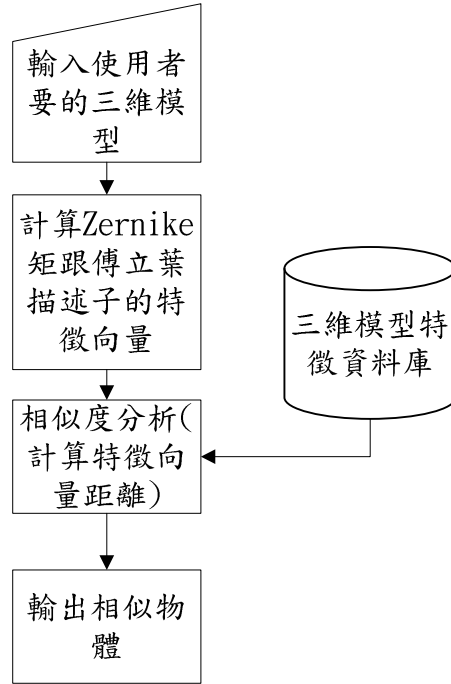 輸入使用者
要的三維模
型
計算Zernike
矩跟傅立葉
描述子的特
徵向量
三維模型特
徵資料庫
相似度分析(
計算特徵向
量距離)
輸出相似物
體